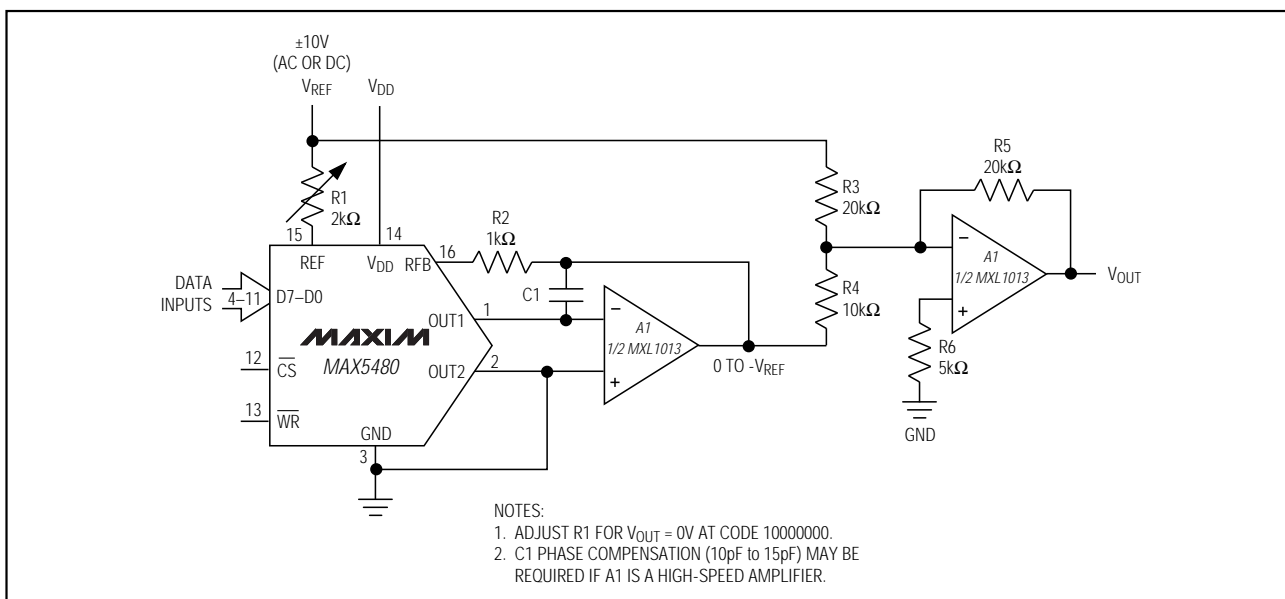 ±10V
(AC OR DC)
VREF
VDD
R1
2kΩ
R3
20kΩ
R5
20kΩ
15
14
REF
VDD
16
RFB
R2
1kΩ
C1
DATA
INPUTS
4–11
D7–D0
1
OUT1
MAXIM
MAX5480
2
OUT2
12
CS
13
WR
GND
3
−
A1
1/2 MXL1013
+
0 TO -VREF
R4
10kΩ
−
A1
1/2 MXL1013
+
VOUT
R6
5kΩ
GND
NOTES:
1. ADJUST R1 FOR VOUT = 0V AT CODE 10000000.
2. C1 PHASE COMPENSATION (10pF to 15pF) MAY BE
REQUIRED IF A1 IS A HIGH-SPEED AMPLIFIER.